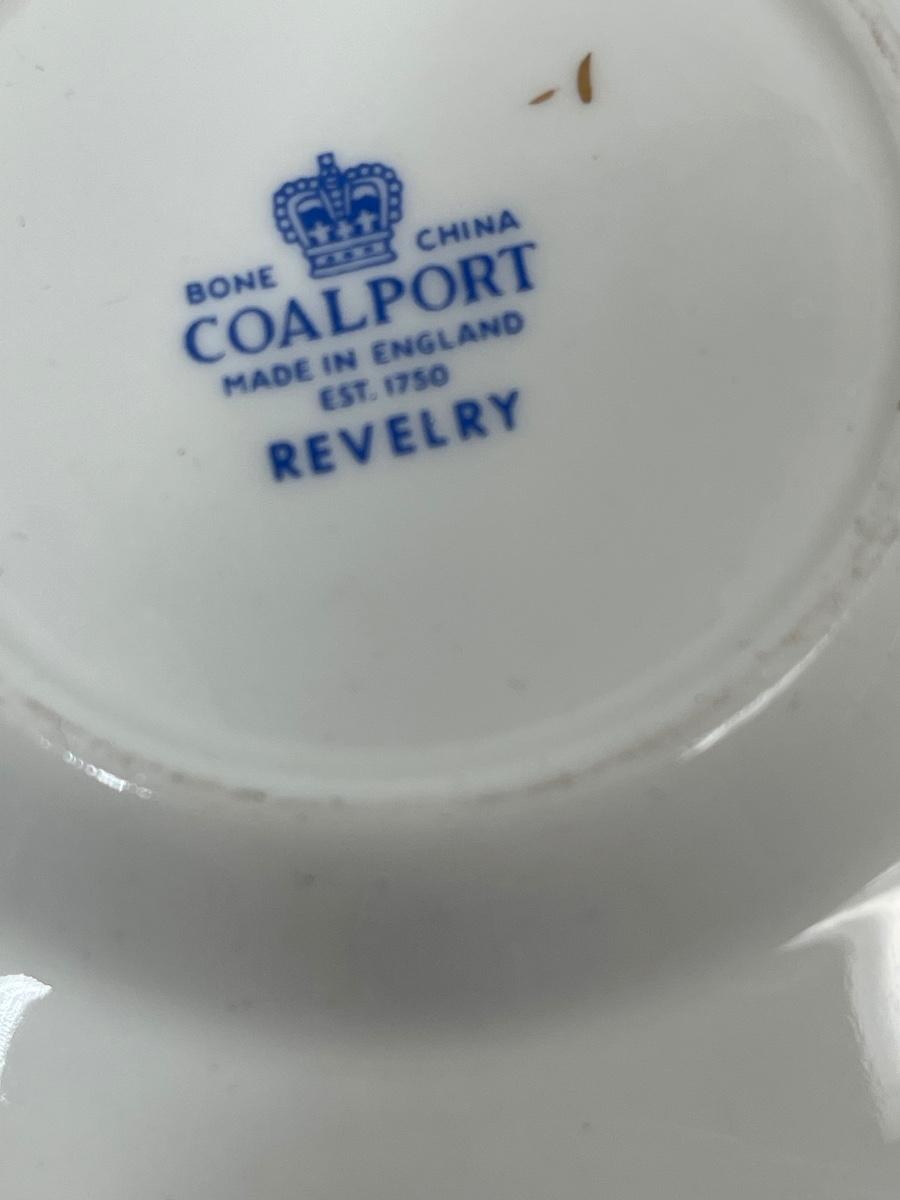 BONE CHINA
COALPORT
MADE IN ENGLAND
EST. 1750
REVELRY